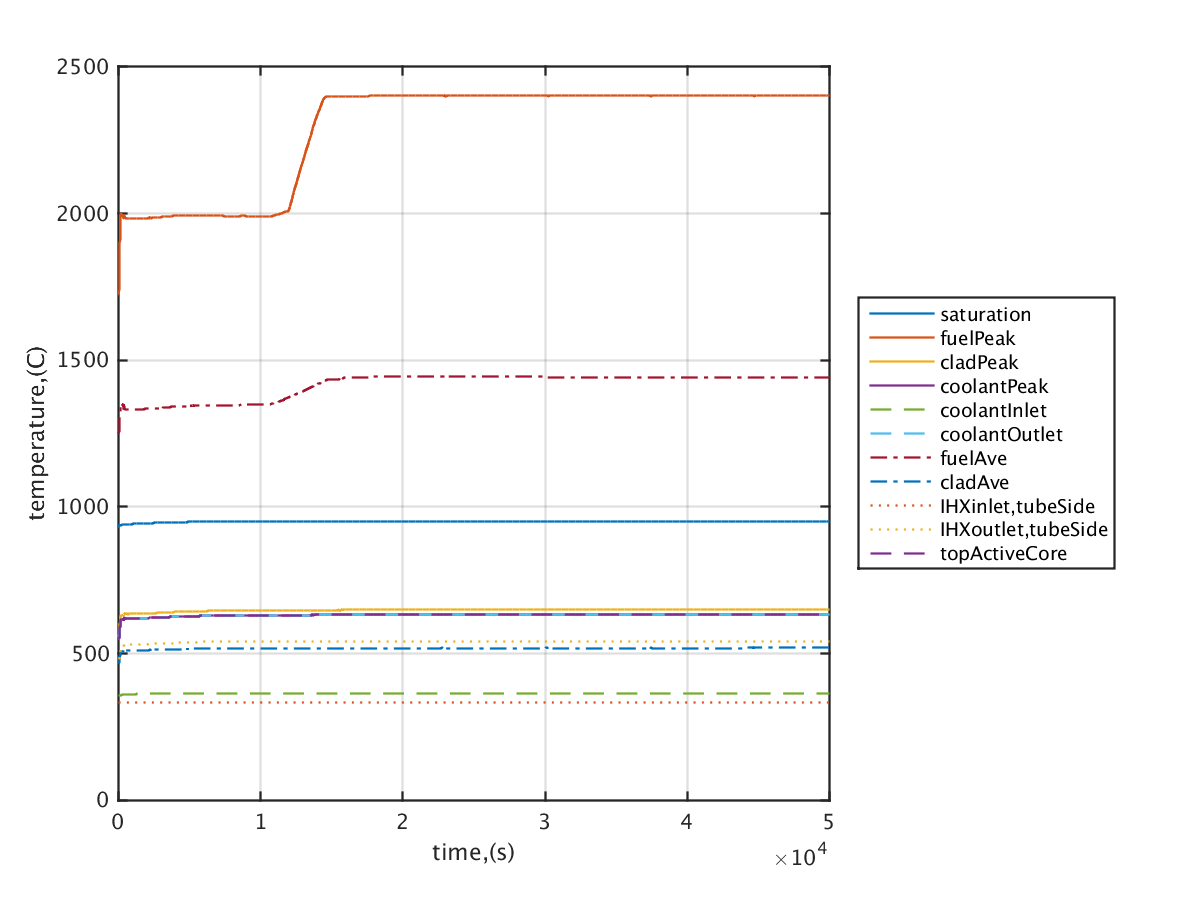 2500
2000
1500
1000
500
0
temperature,(C)
0 1 2 3 4 5
time,(s)
×10^4
saturation
fuelPeak
cladPeak
coolantPeak
coolantInlet
coolantOutlet
fuelAve
cladAve
IHXinlet,tubeSide
IHXoutlet,tubeSide
topActiveCore